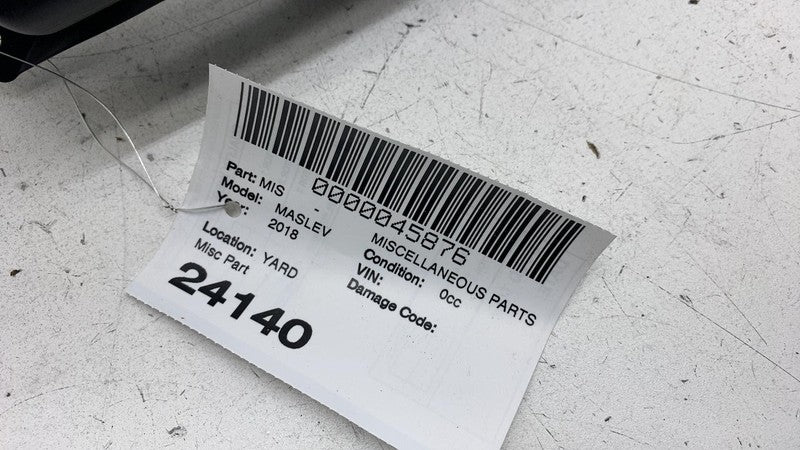 0000045876
Part: MIS - MISCELLANEOUS PARTS
Model: MASLEV Condition: 0cc
Year: 2018 VIN:
Damage Code:
Location: YARD
Misc Part
24140